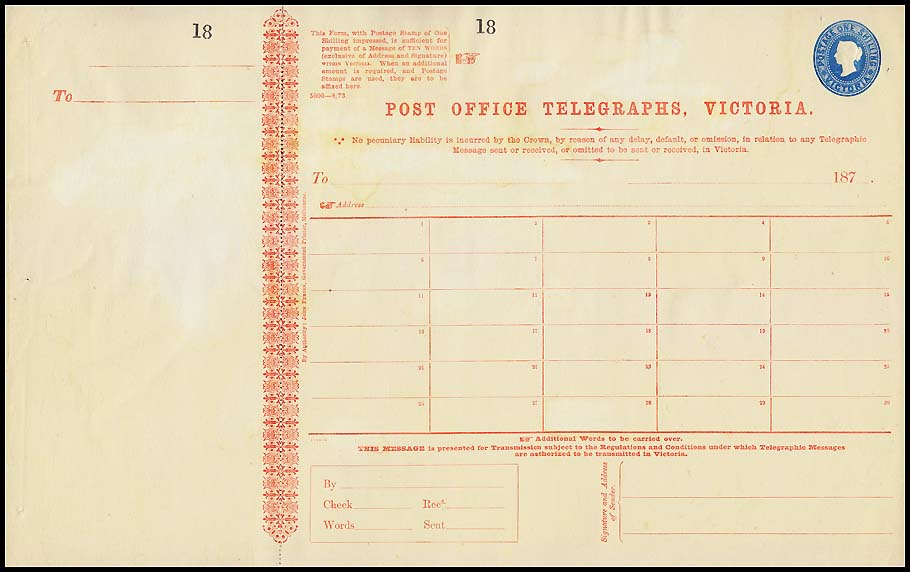 18
To
This Form, with Postage Stamp of One
Shilling impressed, is sufficient for
payment of a Message of TEN WORDS
(exclusive of Address and Signature)
WITHIN VICTORIA. When an additional
amount is required, and Postage
Stamps are used, they are to be
affixed here.
5000—8/73.
18
POSTAGE ONE SHILLING
VICTORIA
POST OFFICE TELEGRAPHS, VICTORIA.
No pecuniary liability is incurred by the Crown, by reason of any delay, default, or omission, in relation to any Telegraphic
Message sent or received, or omitted to be sent or received, in Victoria.
To 187 .
Address
By Authority: John Ferres, Government Printer, Melbourne.
1 2 3 4 5
6 7 8 9 10
11 12 13 14 15
16 17 18 19 20
21 22 23 24 25
26 27 28 29 30
Additional Words to be carried over.
THIS MESSAGE is presented for Transmission subject to the Regulations and Conditions under which Telegraphic Messages
are authorized to be transmitted in Victoria.
By
Check Recd.
Words Sent
Signature and Address
of Sender.